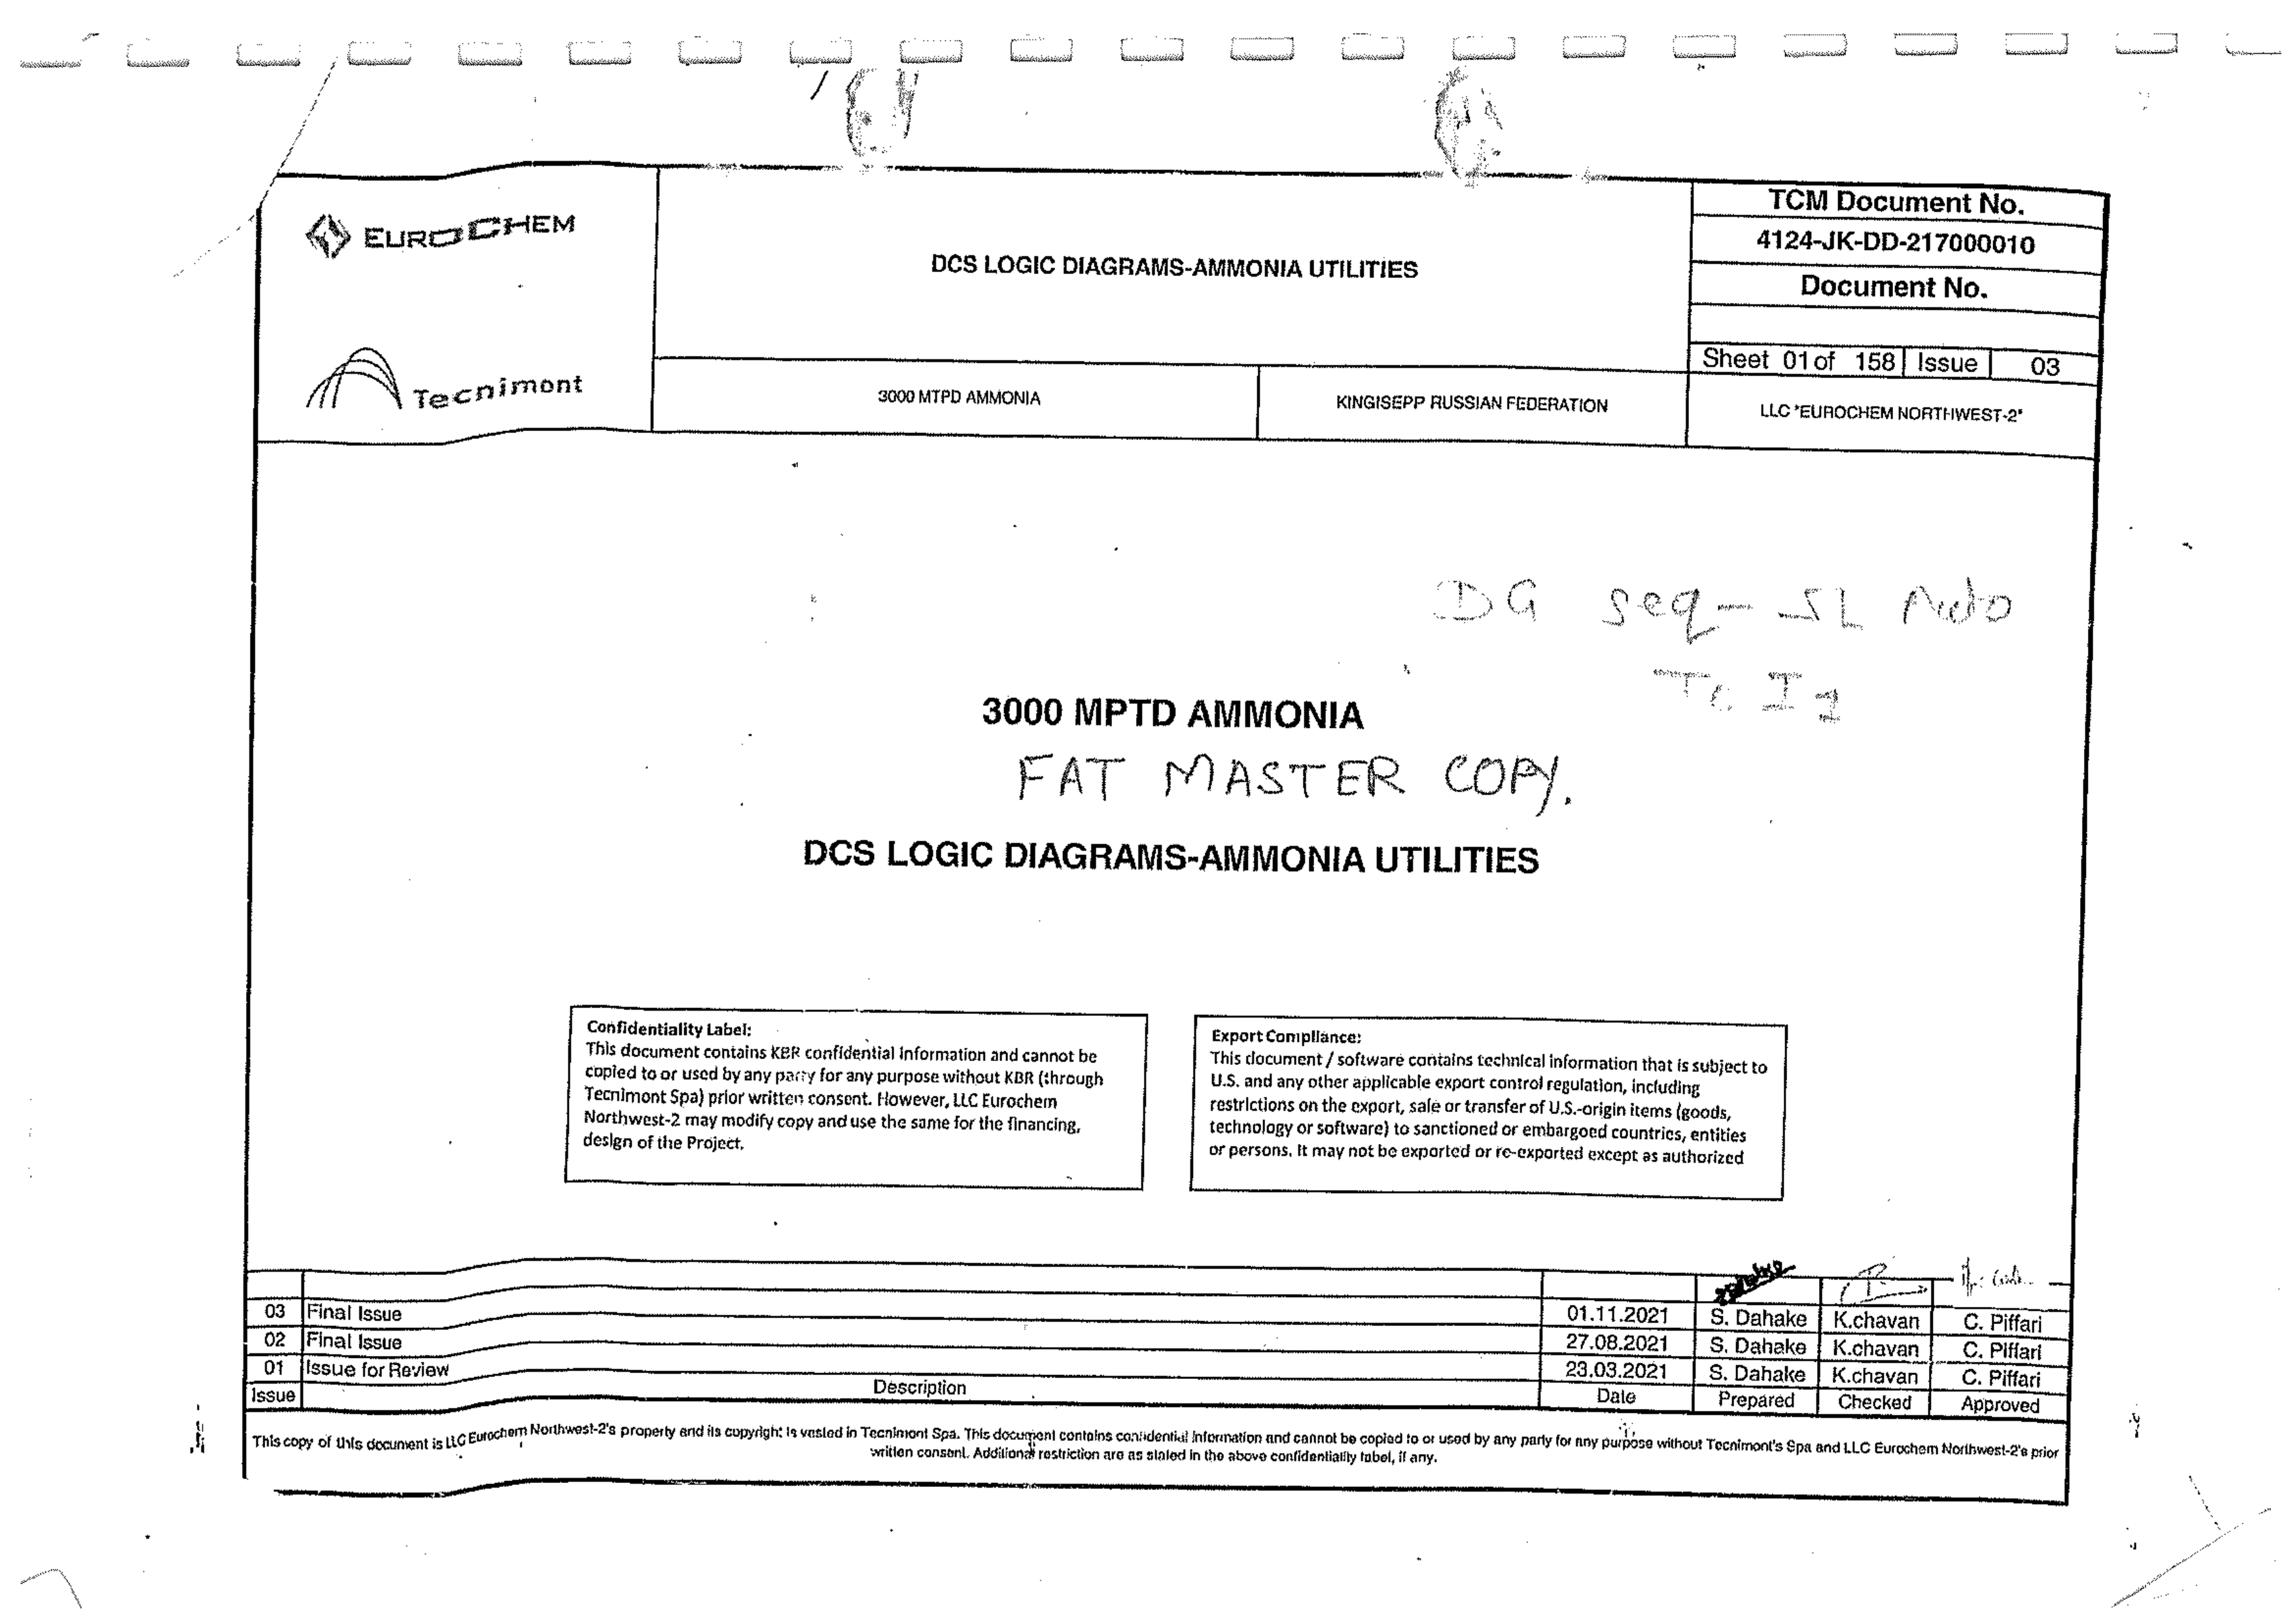 EUROCHEM
Tecnimont
DCS LOGIC DIAGRAMS-AMMONIA UTILITIES
TCM Document No.
4124-JK-DD-217000010
Document No.
Sheet 01 of 158 Issue 03
3000 MTPD AMMONIA
KINGISEPP RUSSIAN FEDERATION
LLC "EUROCHEM NORTHWEST-2"
DG seq - SL Auto
3000 MPTD AMMONIA
FAT MASTER COPY.
DCS LOGIC DIAGRAMS-AMMONIA UTILITIES
Confidentiality Label:
This document contains KBR confidential information and cannot be
copied to or used by any party for any purpose without KBR (through
Tecnimont Spa) prior written consent. However, LLC Eurochem
Northwest-2 may modify copy and use the same for the financing,
design of the Project.
Export Compliance:
This document / software contains technical information that is subject to
U.S. and any other applicable export control regulation, including
restrictions on the export, sale or transfer of U.S.-origin items (goods,
technology or software) to sanctioned or embargoed countries, entities
or persons. It may not be exported or re-exported except as authorized
03 Final Issue 01.11.2021 S. Dahake K.chavan C. Piffari
02 Final Issue 27.08.2021 S. Dahake K.chavan C. Piffari
01 Issue for Review 23.03.2021 S. Dahake K.chavan C. Piffari
Issue Description Date Prepared Checked Approved
This copy of this document is LLC Eurochem Northwest-2's property and its copyright is vested in Tecnimont Spa. This document contains confidential information and cannot be copied to or used by any party for any purpose without Tecnimont's Spa and LLC Eurochem Northwest-2's prior
written consent. Additional restriction are as stated in the above confidentiality label, if any.